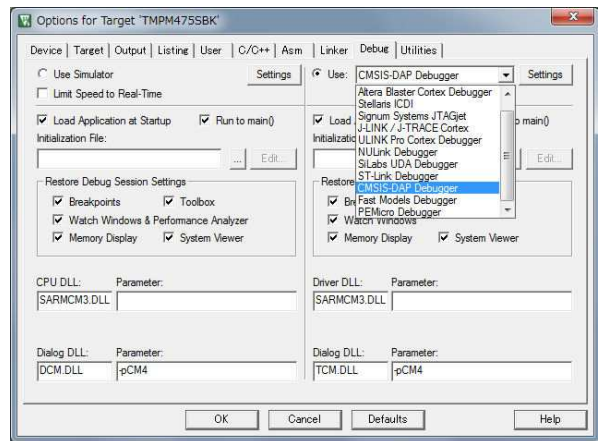 Options for Target 'TMPM475SBK'
Device | Target | Output | Listing | User | C/C++ | Asm | Linker | Debug | Utilities
Use Simulator
Settings
Limit Speed to Real-Time
Load Application at Startup
Run to main()
Initialization File:
...
Edit...
Restore Debug Session Settings
Breakpoints
Toolbox
Watch Windows & Performance Analyzer
Memory Display
System Viewer
CPU DLL:
Parameter:
SARMCM3.DLL
Dialog DLL:
Parameter:
DCM.DLL
-pCM4
Use:
CMSIS-DAP Debugger
Settings
Altera Blaster Cortex Debugger
Stellaris ICDI
Signum Systems JTAGjet
J-LINK / J-TRACE Cortex
ULINK Pro Cortex Debugger
NULink Debugger
SiLabs UDA Debugger
ST-Link Debugger
CMSIS-DAP Debugger
Fast Models Debugger
PEMicro Debugger
Load
main()
Edit...
Restore
Watch Windows
Memory Display
System Viewer
Driver DLL:
Parameter:
SARMCM3.DLL
Dialog DLL:
Parameter:
TCM.DLL
-pCM4
OK
Cancel
Defaults
Help